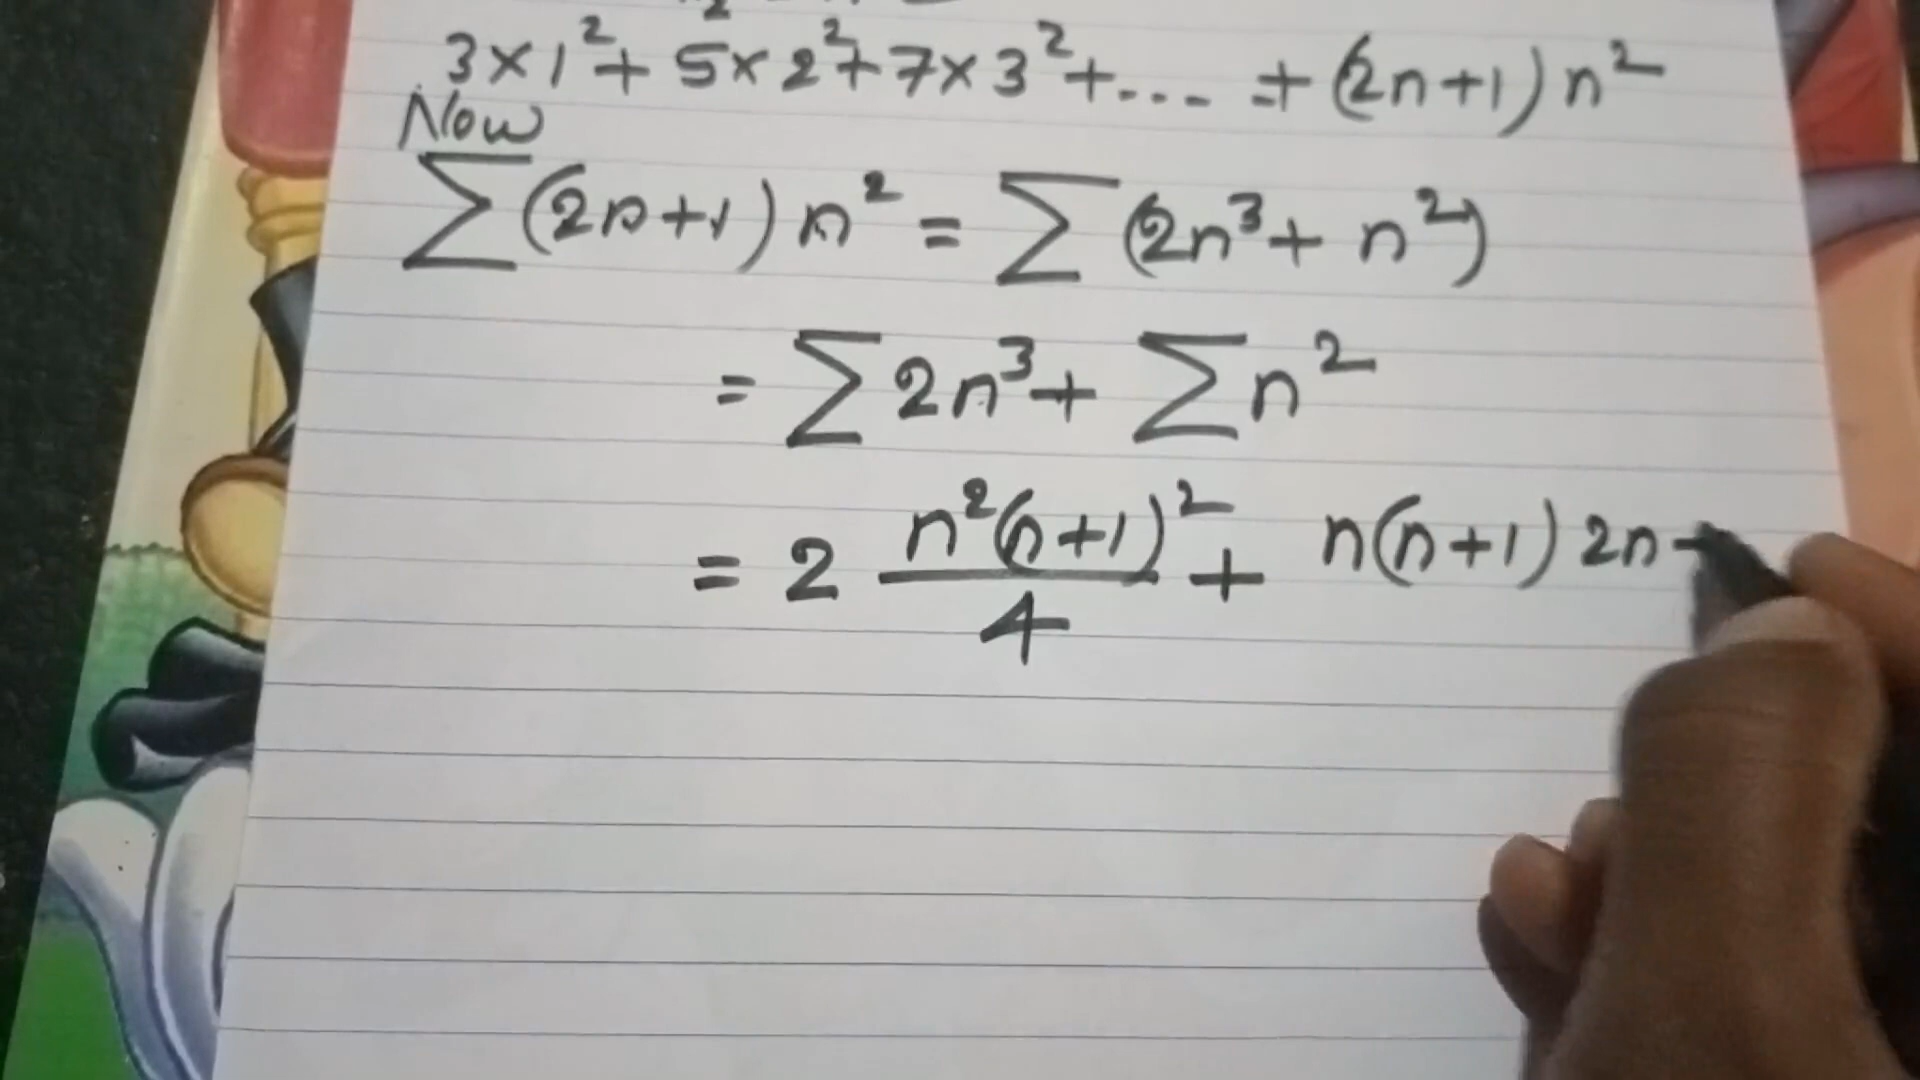 3×1²+ 5×2²+7×3²+.... + (2n+1) n²
Now
∑(2n+1) n² = ∑ (2n³+ n²)
= ∑2n³+ ∑n²
= 2 n²(n+1)²/4 + n(n+1) 2n+